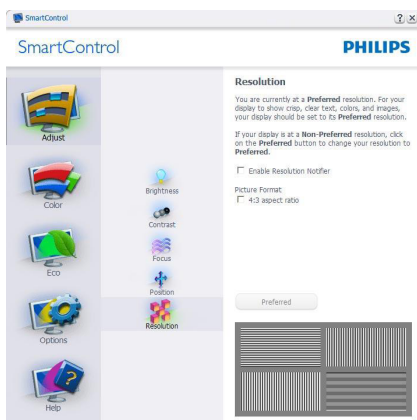 SmartControl
SmartControl
PHILIPS
Adjust
Color
Eco
Options
Help
Brightness
Contrast
Focus
Position
Resolution
Resolution
You are currently at a Preferred resolution. For your
display to show crisp, clear text, colors, and images,
your display should be set to its Preferred resolution.
If your display is at a Non-Preferred resolution, click
on the Preferred button to change your resolution to
Preferred.
Enable Resolution Notifier
Picture Format
4:3 aspect ratio
Preferred